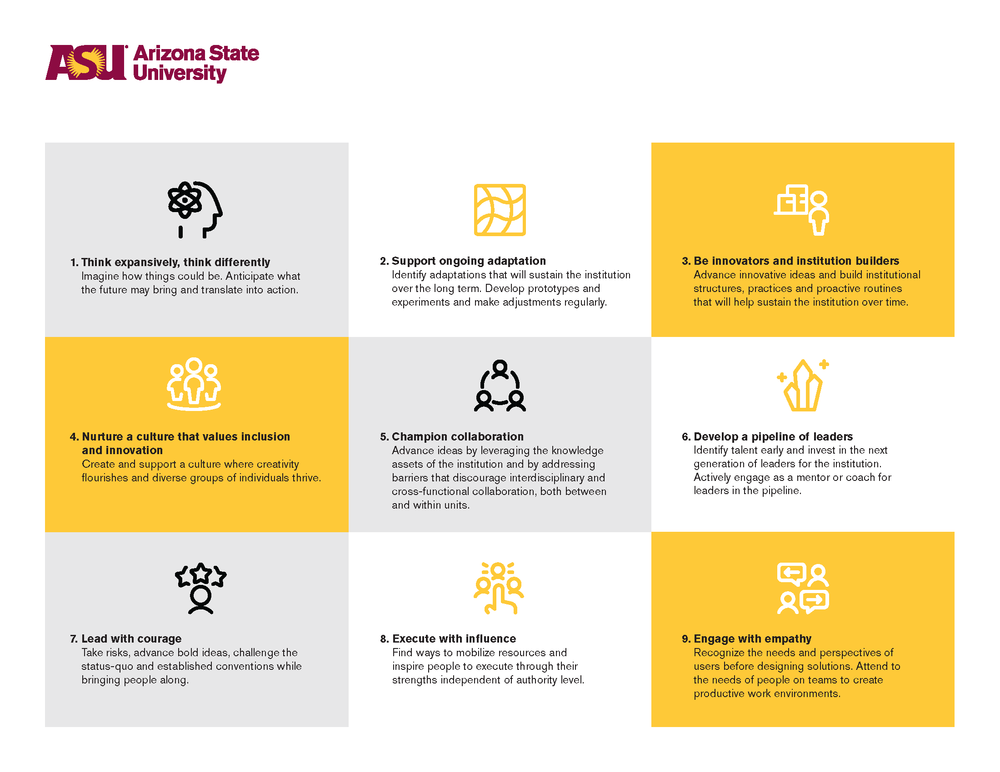 ASU Arizona State
University
1. Think expansively, think differently
Imagine how things could be. Anticipate what
the future may bring and translate into action.
2. Support ongoing adaptation
Identify adaptations that will sustain the institution
over the long term. Develop prototypes and
experiments and make adjustments regularly.
3. Be innovators and institution builders
Advance innovative ideas and build institutional
structures, practices and proactive routines
that will help sustain the institution over time.
4. Nurture a culture that values inclusion
and innovation
Create and support a culture where creativity
flourishes and diverse groups of individuals thrive.
5. Champion collaboration
Advance ideas by leveraging the knowledge
assets of the institution and by addressing
barriers that discourage interdisciplinary and
cross-functional collaboration, both between
and within units.
6. Develop a pipeline of leaders
Identify talent early and invest in the next
generation of leaders for the institution.
Actively engage as a mentor or coach for
leaders in the pipeline.
7. Lead with courage
Take risks, advance bold ideas, challenge the
status-quo and established conventions while
bringing people along.
8. Execute with influence
Find ways to mobilize resources and
inspire people to execute through their
strengths independent of authority level.
9. Engage with empathy
Recognize the needs and perspectives of
users before designing solutions. Attend to
the needs of people on teams to create
productive work environments.